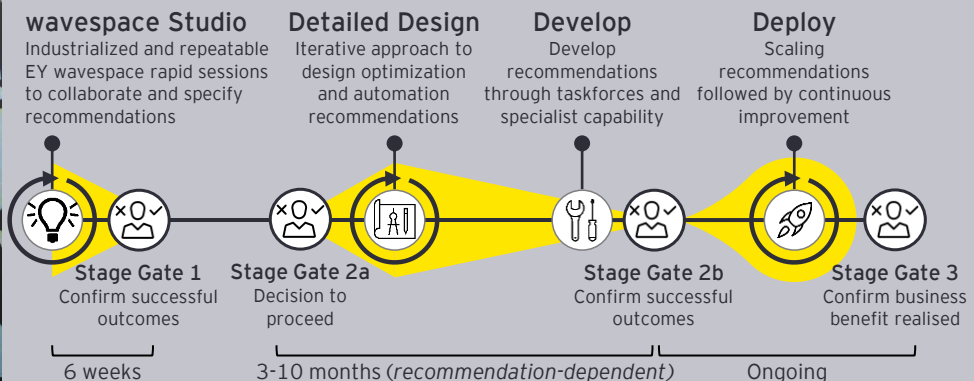 wavespace Studio
Industrialized and repeatable
EY wavespace rapid sessions
to collaborate and specify
recommendations
Detailed Design
Iterative approach to
design optimization
and automation
recommendations
Develop
Develop
recommendations
through taskforces and
specialist capability
Deploy
Scaling
recommendations
followed by continuous
improvement
Stage Gate 1
Confirm successful
outcomes
Stage Gate 2a
Decision to
proceed
Stage Gate 2b
Confirm successful
outcomes
Stage Gate 3
Confirm business
benefit realised
6 weeks
3-10 months (recommendation-dependent)
Ongoing